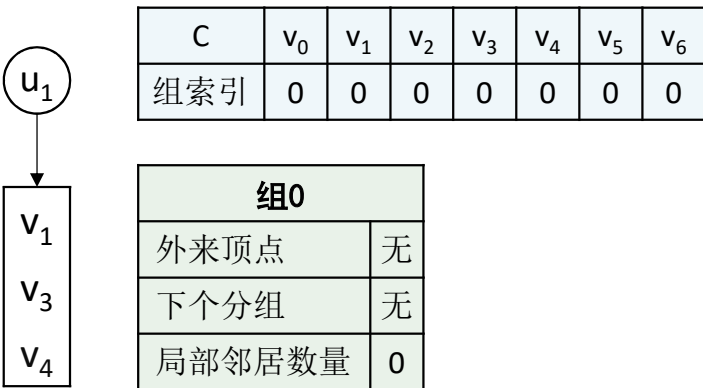 u₁
v₁
v₃
v₄
C v₀ v₁ v₂ v₃ v₄ v₅ v₆
组索引 0 0 0 0 0 0 0
组0
外来顶点 无
下个分组 无
局部邻居数量 0